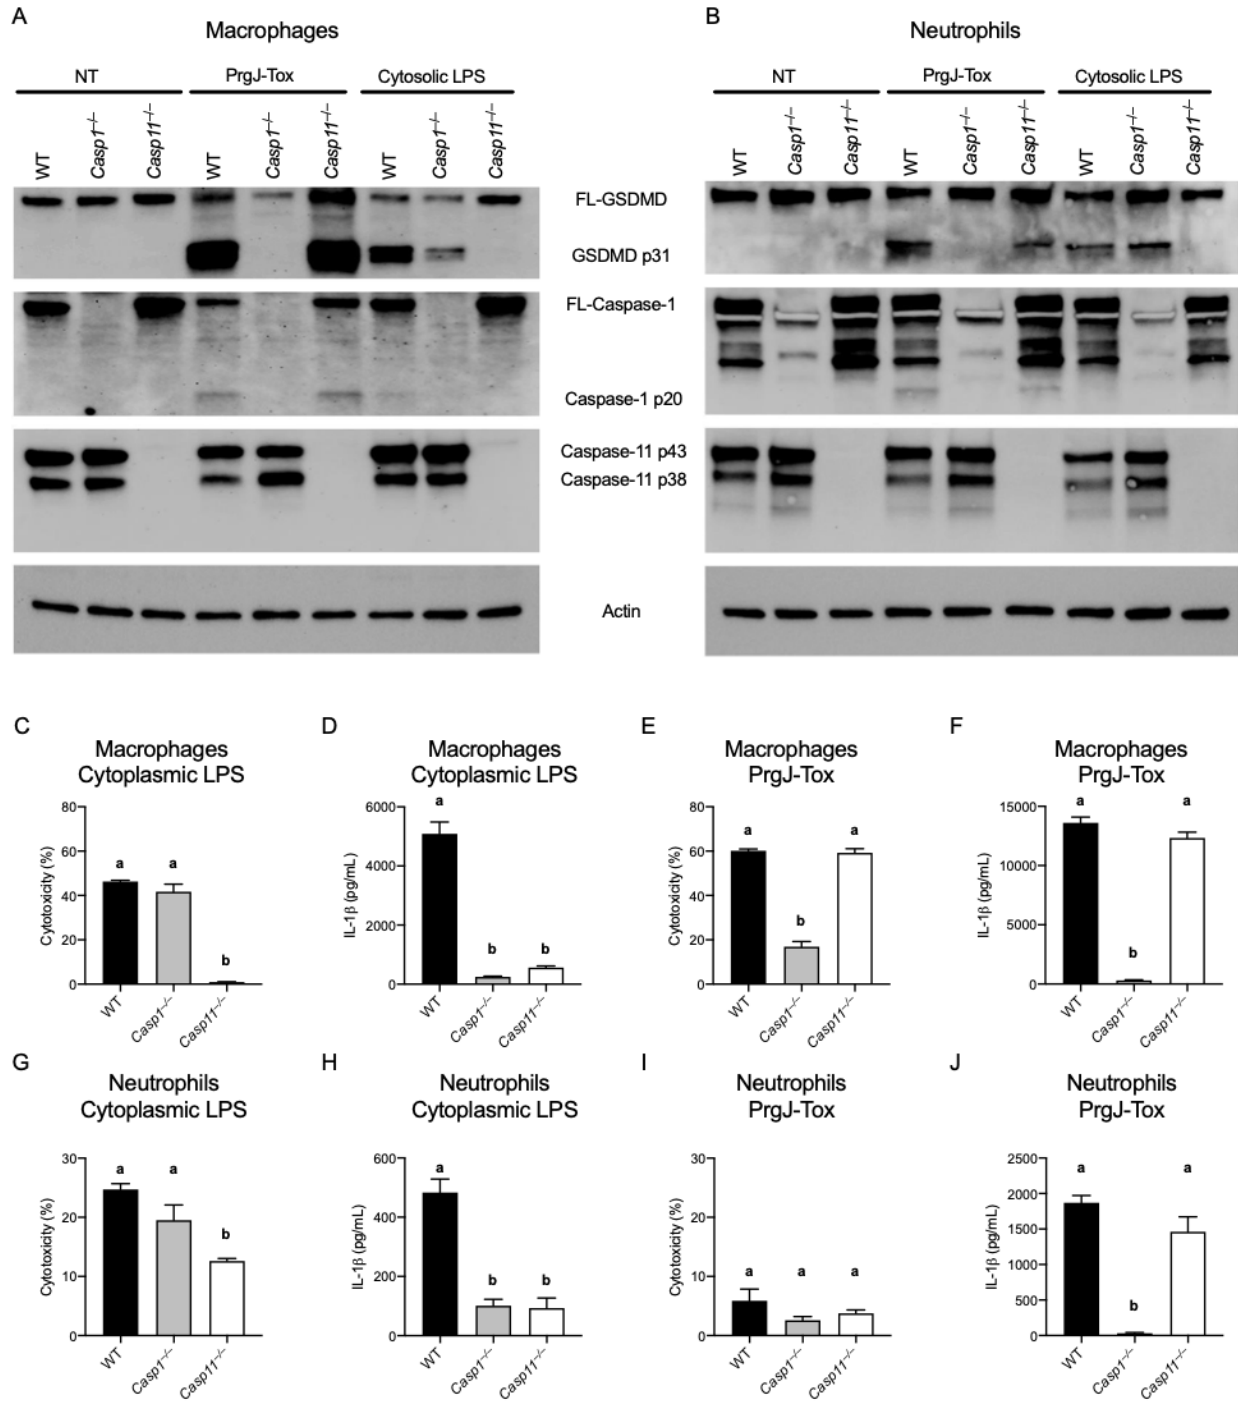 A
Macrophages
NT PrgJ-Tox Cytosolic LPS
WT Casp1–/– Casp11–/– WT Casp1–/– Casp11–/– WT Casp1–/– Casp11–/–
B
Neutrophils
NT PrgJ-Tox Cytosolic LPS
WT Casp1–/– Casp11–/– WT Casp1–/– Casp11–/– WT Casp1–/– Casp11–/–
FL-GSDMD
GSDMD p31
FL-Caspase-1
Caspase-1 p20
Caspase-11 p43
Caspase-11 p38
Actin
C
Macrophages
Cytoplasmic LPS
Cytotoxicity (%)
80
60
40
20
0
a a b
WT Casp1–/– Casp11–/–
D
Macrophages
Cytoplasmic LPS
IL-1β (pg/mL)
6000
4000
2000
0
a b b
WT Casp1–/– Casp11–/–
E
Macrophages
PrgJ-Tox
Cytotoxicity (%)
80
60
40
20
0
a b a
WT Casp1–/– Casp11–/–
F
Macrophages
PrgJ-Tox
IL-1β (pg/mL)
15000
10000
5000
0
a b a
WT Casp1–/– Casp11–/–
G
Neutrophils
Cytoplasmic LPS
Cytotoxicity (%)
30
20
10
0
a a b
WT Casp1–/– Casp11–/–
H
Neutrophils
Cytoplasmic LPS
IL-1β (pg/mL)
600
400
200
0
a b b
WT Casp1–/– Casp11–/–
I
Neutrophils
PrgJ-Tox
Cytotoxicity (%)
30
20
10
0
a a a
WT Casp1–/– Casp11–/–
J
Neutrophils
PrgJ-Tox
IL-1β (pg/mL)
2500
2000
1500
1000
500
0
a b a
WT Casp1–/– Casp11–/–